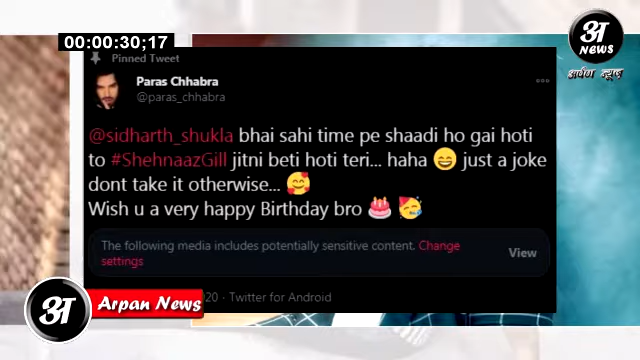 00:00:30;17
अ
NEWS
अर्पण न्यूज़
Pinned Tweet
Paras Chhabra
@paras_chhabra
@sidharth_shukla bhai sahi time pe shaadi ho gai hoti
to #ShehnaazGill jitni beti hoti teri... haha 😄 just a joke
dont take it otherwise... 🥰
Wish u a very happy Birthday bro 🎂 🥳
The following media includes potentially sensitive content. Change
settings
View
20 · Twitter for Android
अ
Arpan News